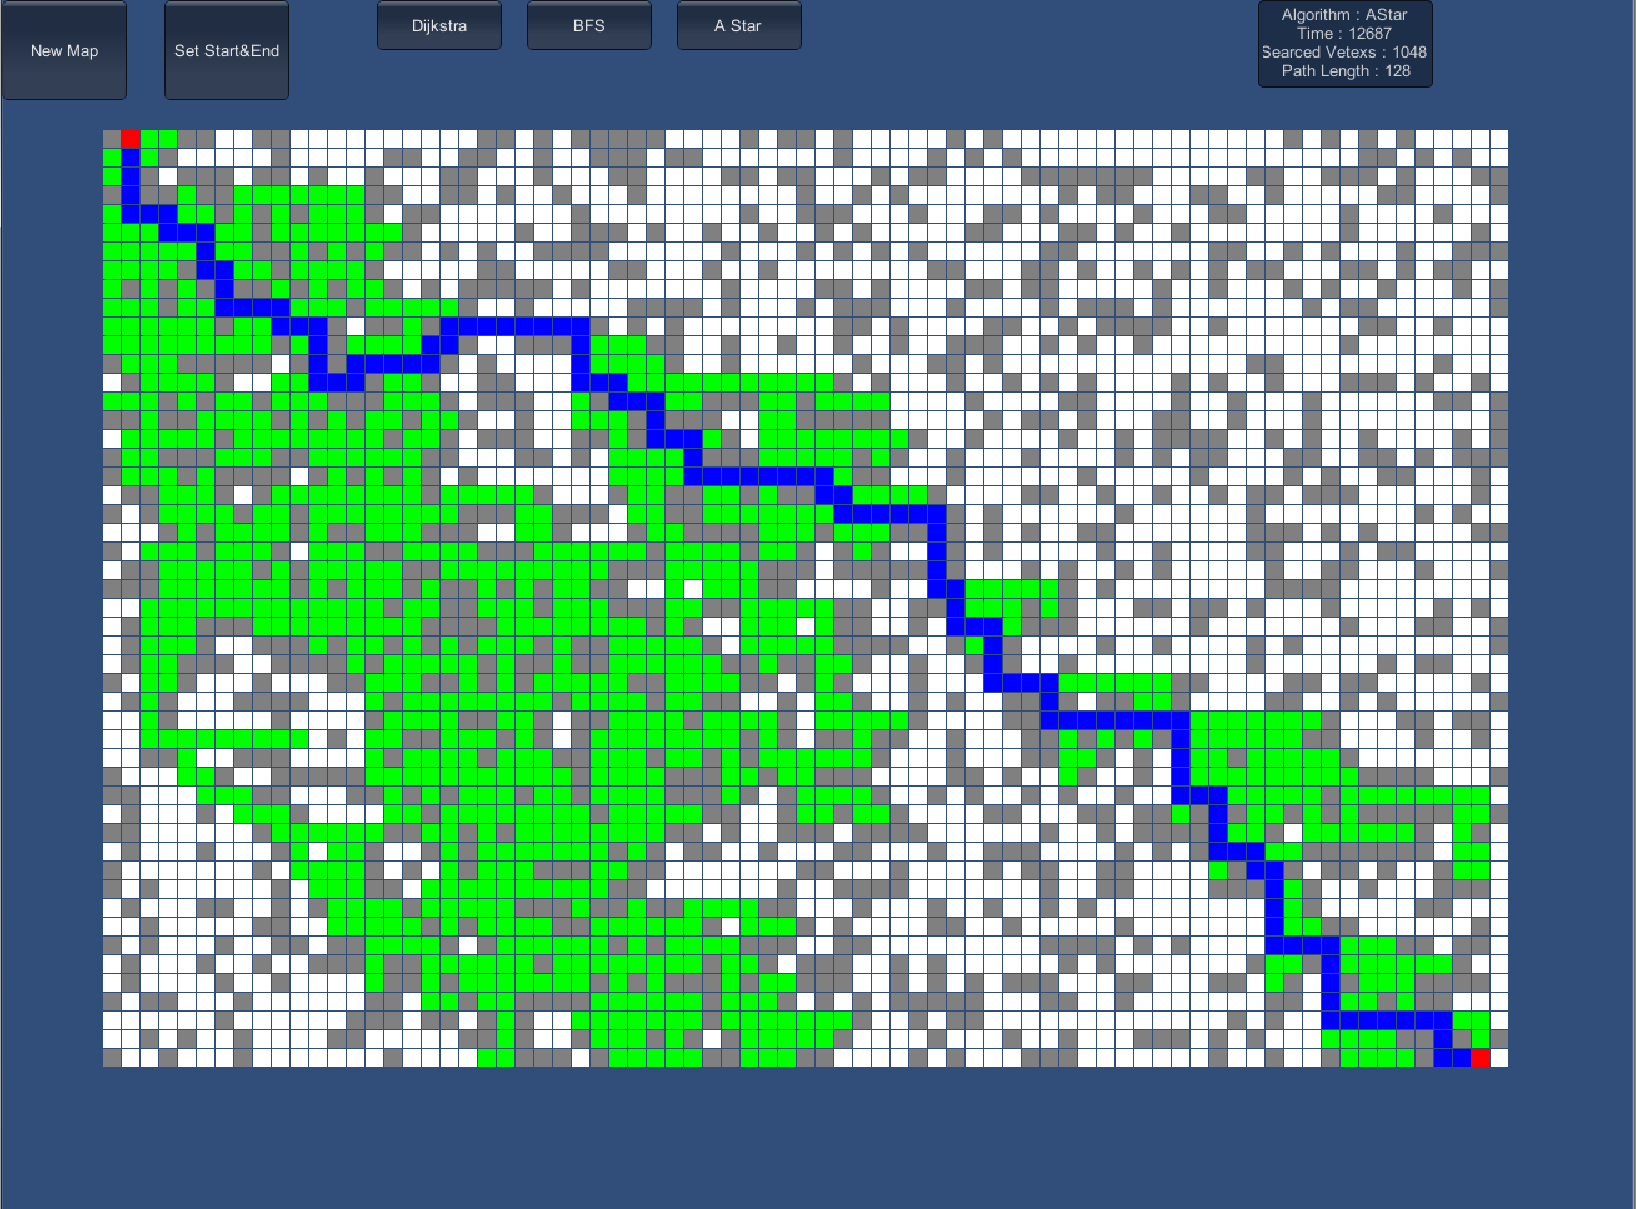 New Map
Set Start&End
Dijkstra
BFS
A Star
Algorithm : AStar
Time : 12687
Searced Vetexs : 1048
Path Length : 128